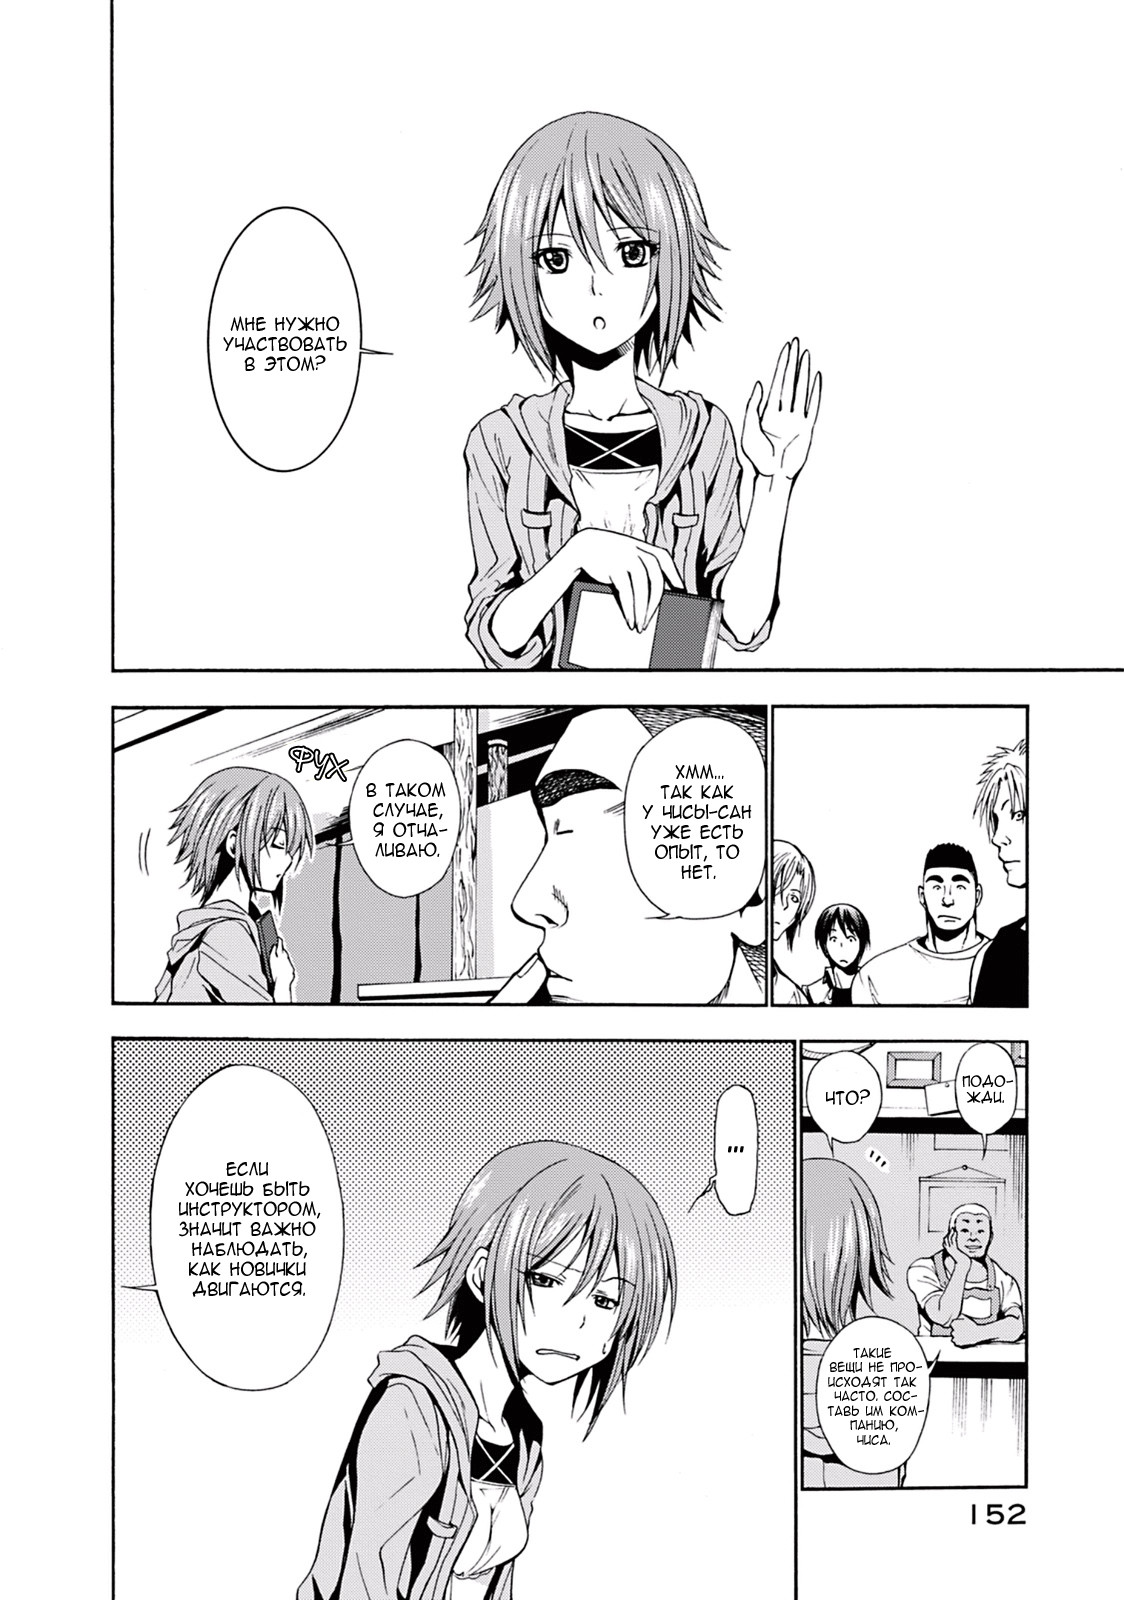 МНЕ НУЖНО
УЧАСТВОВАТЬ
В ЭТОМ?
ХММ...
ТАК КАК
У ЧИСЫ-САН
УЖЕ ЕСТЬ
ОПЫТ, ТО
НЕТ.
В ТАКОМ
СЛУЧАЕ,
Я ОТЧА-
ЛИВАЮ.
ФУХ
ПОДО-
ЖДИ.
ЧТО?
ТАКИЕ
ВЕЩИ НЕ ПРО-
ИСХОДЯТ ТАК
ЧАСТО. СОС-
ТАВЬ ИМ КОМ-
ПАНИЮ,
ЧИСА.
...
ЕСЛИ
ХОЧЕШЬ БЫТЬ
ИНСТРУКТОРОМ,
ЗНАЧИТ ВАЖНО
НАБЛЮДАТЬ,
КАК НОВИЧКИ
ДВИГАЮТСЯ.
152